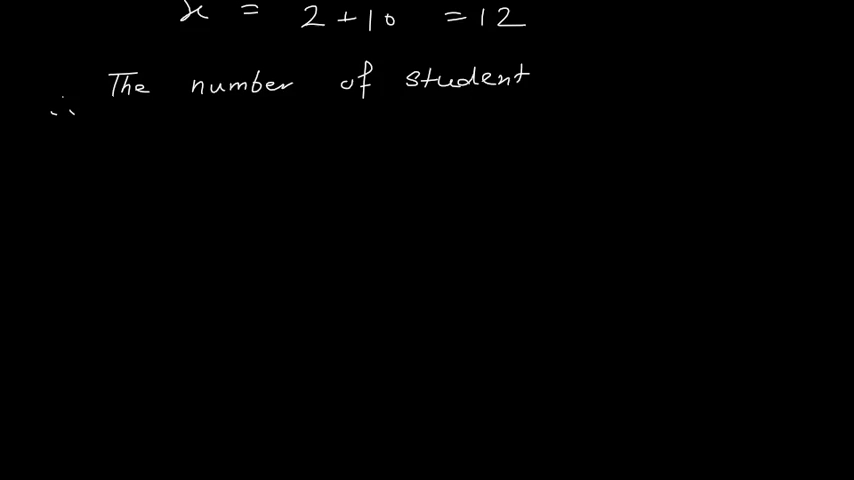 x = 2 + 10 = 12
∴ The number of student